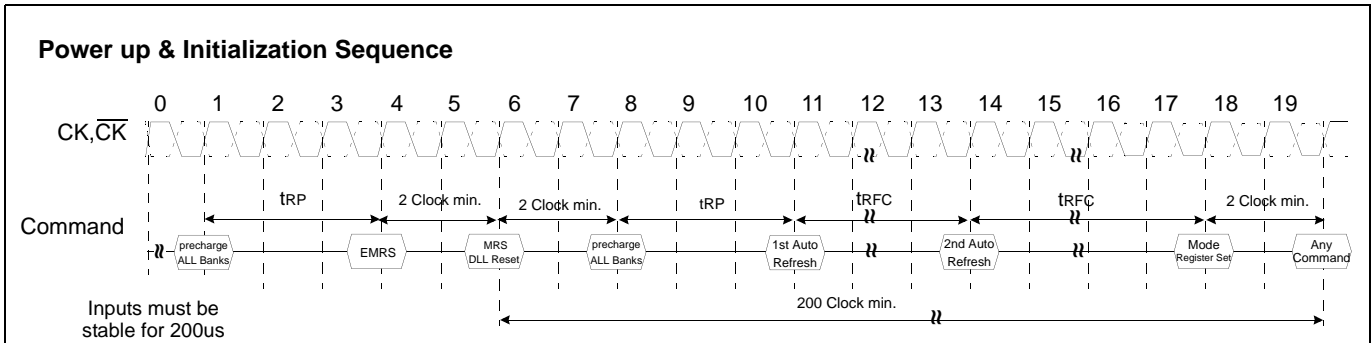 Power up & Initialization Sequence
0 1 2 3 4 5 6 7 8 9 10 11 12 13 14 15 16 17 18 19
CK,CK
tRP 2 Clock min. 2 Clock min. tRP tRFC tRFC 2 Clock min.
Command
precharge
ALL Banks
EMRS
MRS
DLL Reset
precharge
ALL Banks
1st Auto
Refresh
2nd Auto
Refresh
Mode
Register Set
Any
Command
200 Clock min.
Inputs must be
stable for 200us